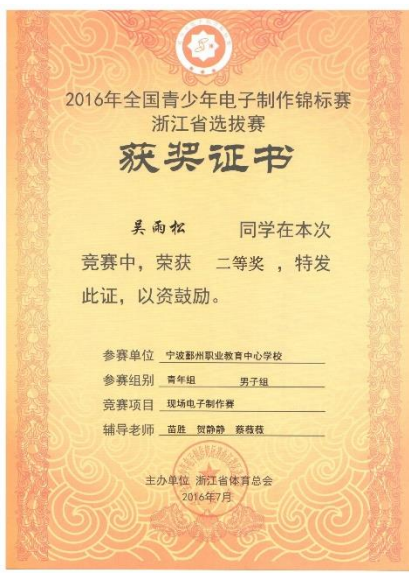 2016年全国青少年电子制作锦标赛
浙江省选拔赛
获奖证书
吴雨松 同学在本次
竞赛中，荣获 二等奖 ，特发
此证，以资鼓励。
参赛单位 宁波鄞州职业教育中心学校
参赛组别 青年组 男子组
竞赛项目 现场电子制作赛
辅导老师 苗胜 贺静静 蔡薇薇
主办单位 浙江省体育总会
2016年7月